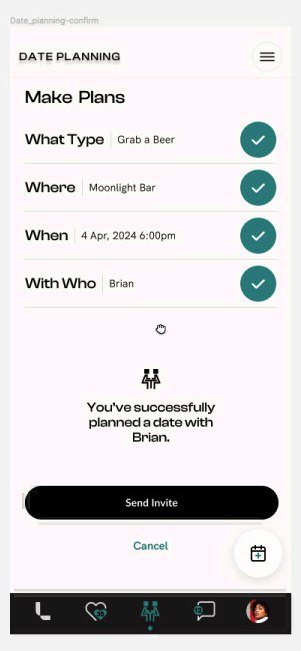 Date_planning-confirm
DATE PLANNING
Make Plans
What Type Grab a Beer
Where Moonlight Bar
When 4 Apr, 2024 6:00pm
With Who Brian
You've successfully
planned a date with
Brian.
Send Invite
Cancel